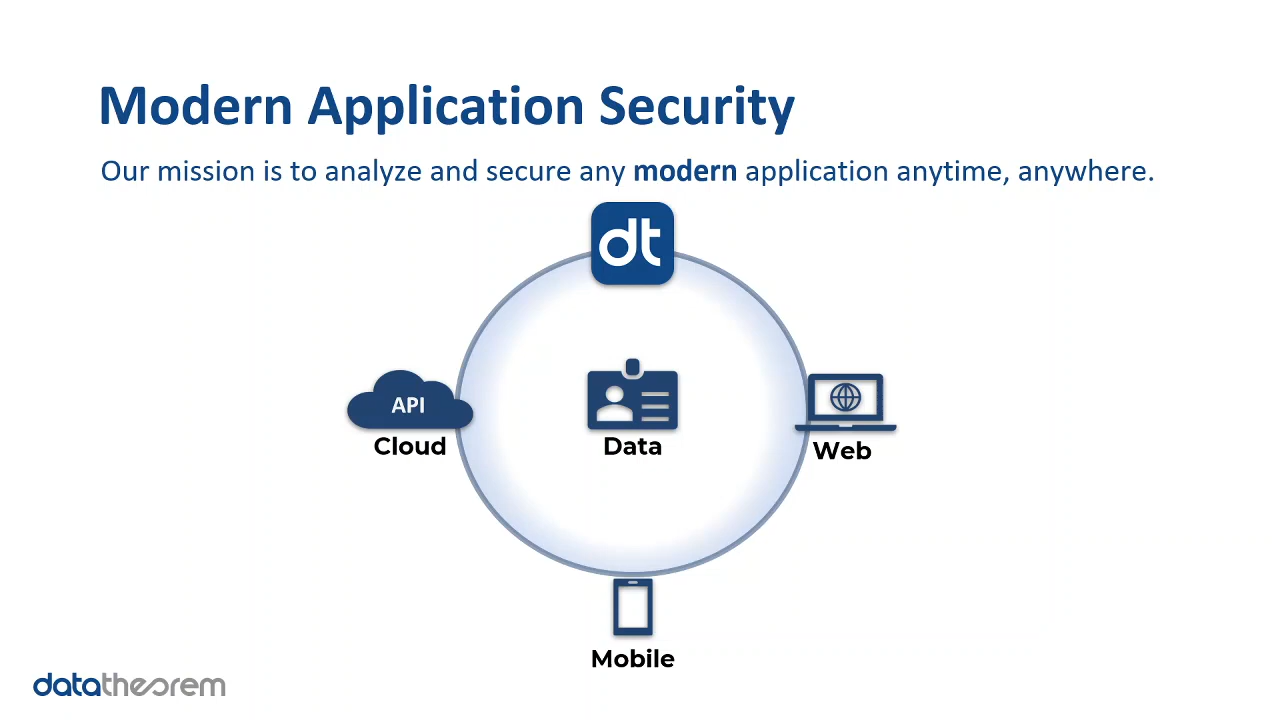 Modern Application Security
Our mission is to analyze and secure any modern application anytime, anywhere.
dt
API
Cloud
Data
Web
Mobile
datatheorem